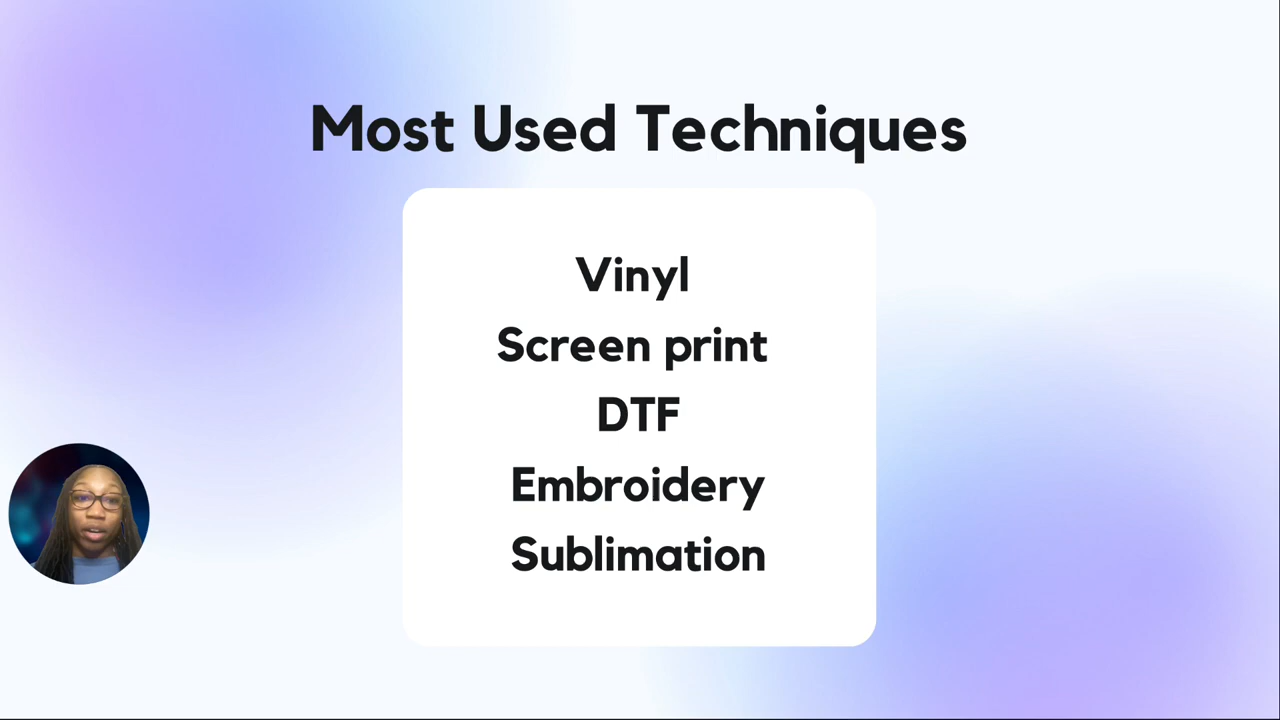 Most Used Techniques
Vinyl
Screen print
DTF
Embroidery
Sublimation